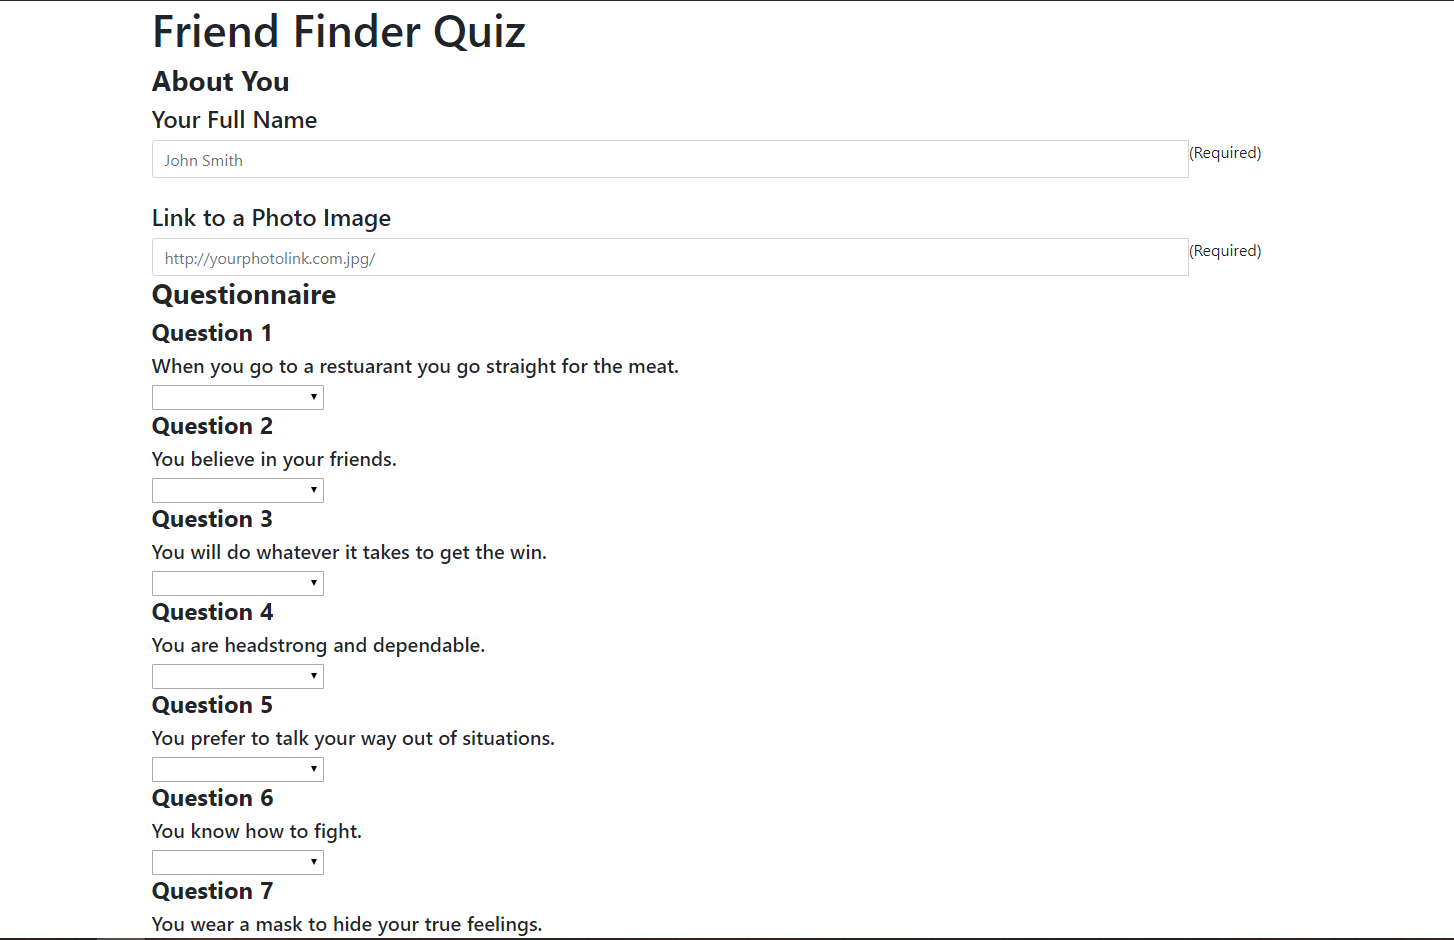 Friend Finder Quiz
About You
Your Full Name
John Smith
(Required)
Link to a Photo Image
http://yourphotolink.com.jpg/
(Required)
Questionnaire
Question 1
When you go to a restuarant you go straight for the meat.
Question 2
You believe in your friends.
Question 3
You will do whatever it takes to get the win.
Question 4
You are headstrong and dependable.
Question 5
You prefer to talk your way out of situations.
Question 6
You know how to fight.
Question 7
You wear a mask to hide your true feelings.